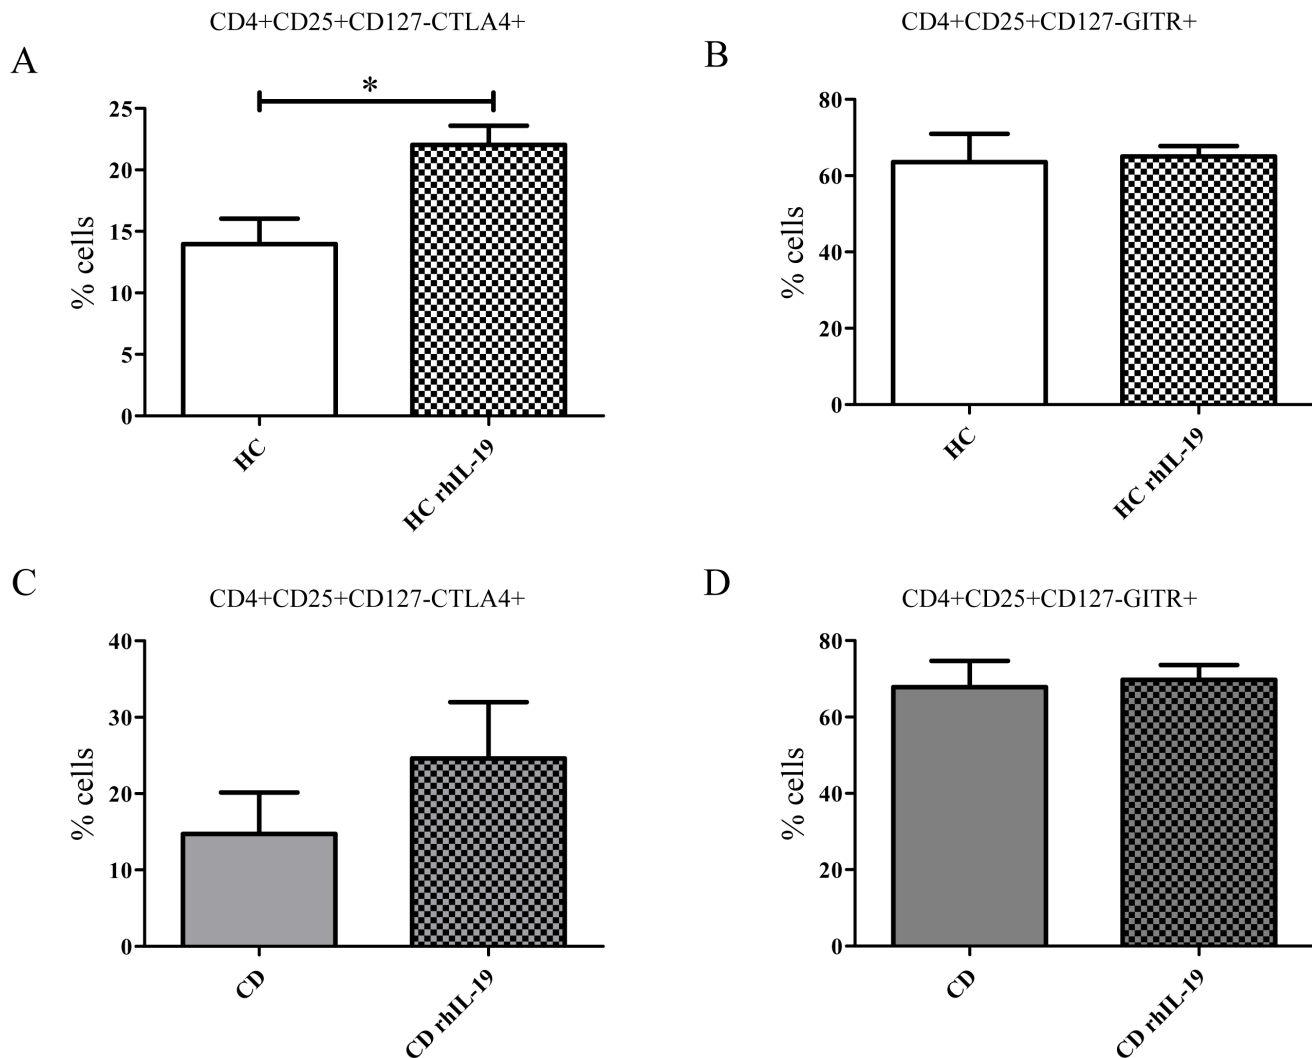 A
CD4+CD25+CD127-CTLA4+
*
25
20
15
10
5
0
% cells
HC
HC rhIL-19
B
CD4+CD25+CD127-GITR+
80
60
40
20
0
% cells
HC
HC rhIL-19
C
CD4+CD25+CD127-CTLA4+
40
30
20
10
0
% cells
CD
CD rhIL-19
D
CD4+CD25+CD127-GITR+
80
60
40
20
0
% cells
CD
CD rhIL-19